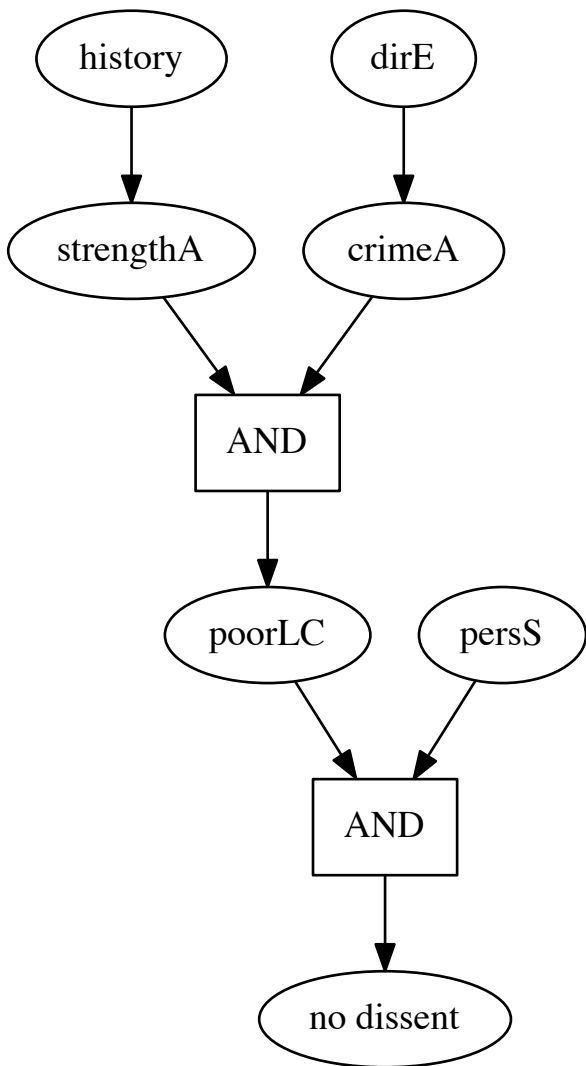 history
dirE
strengthA
crimeA
AND
poorLC
persS
AND
no dissent